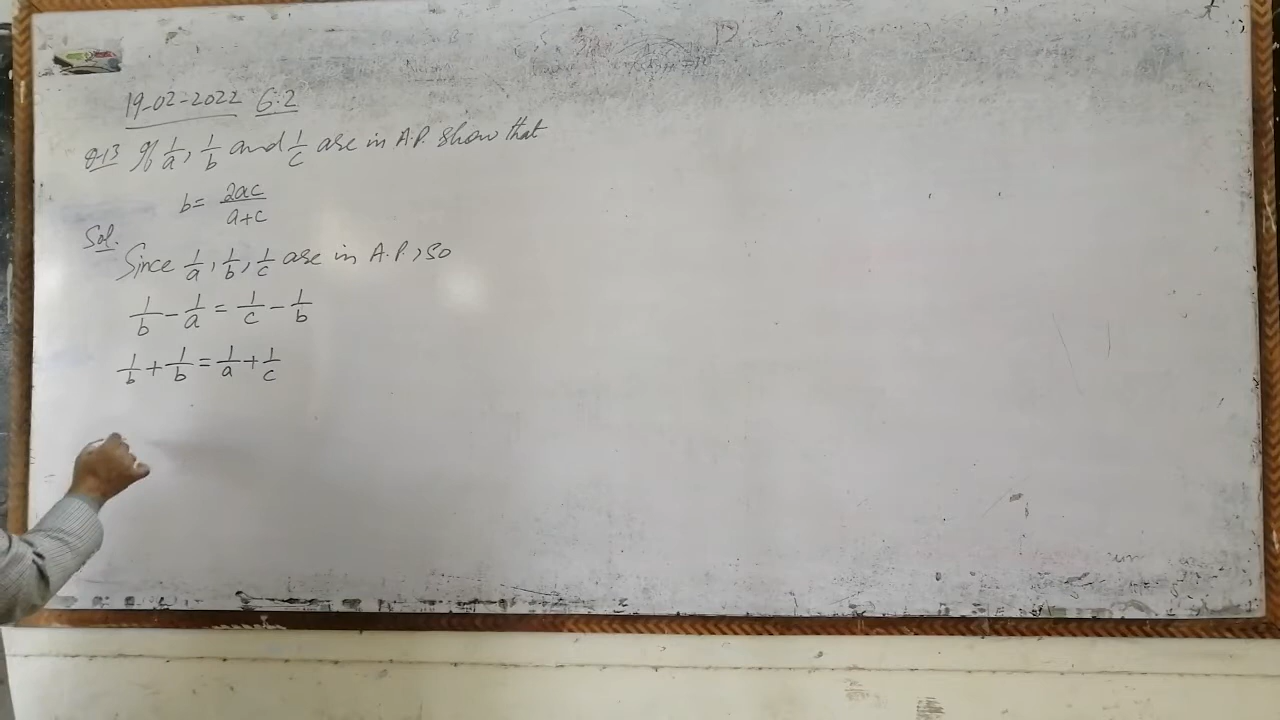 19-02-2022 6.2
Q13 If 1/a, 1/b and 1/c are in A.P. show that
b = 2ac/a+c
Sol.
Since 1/a, 1/b, 1/c are in A.P., so
1/b - 1/a = 1/c - 1/b
1/b + 1/b = 1/a + 1/c